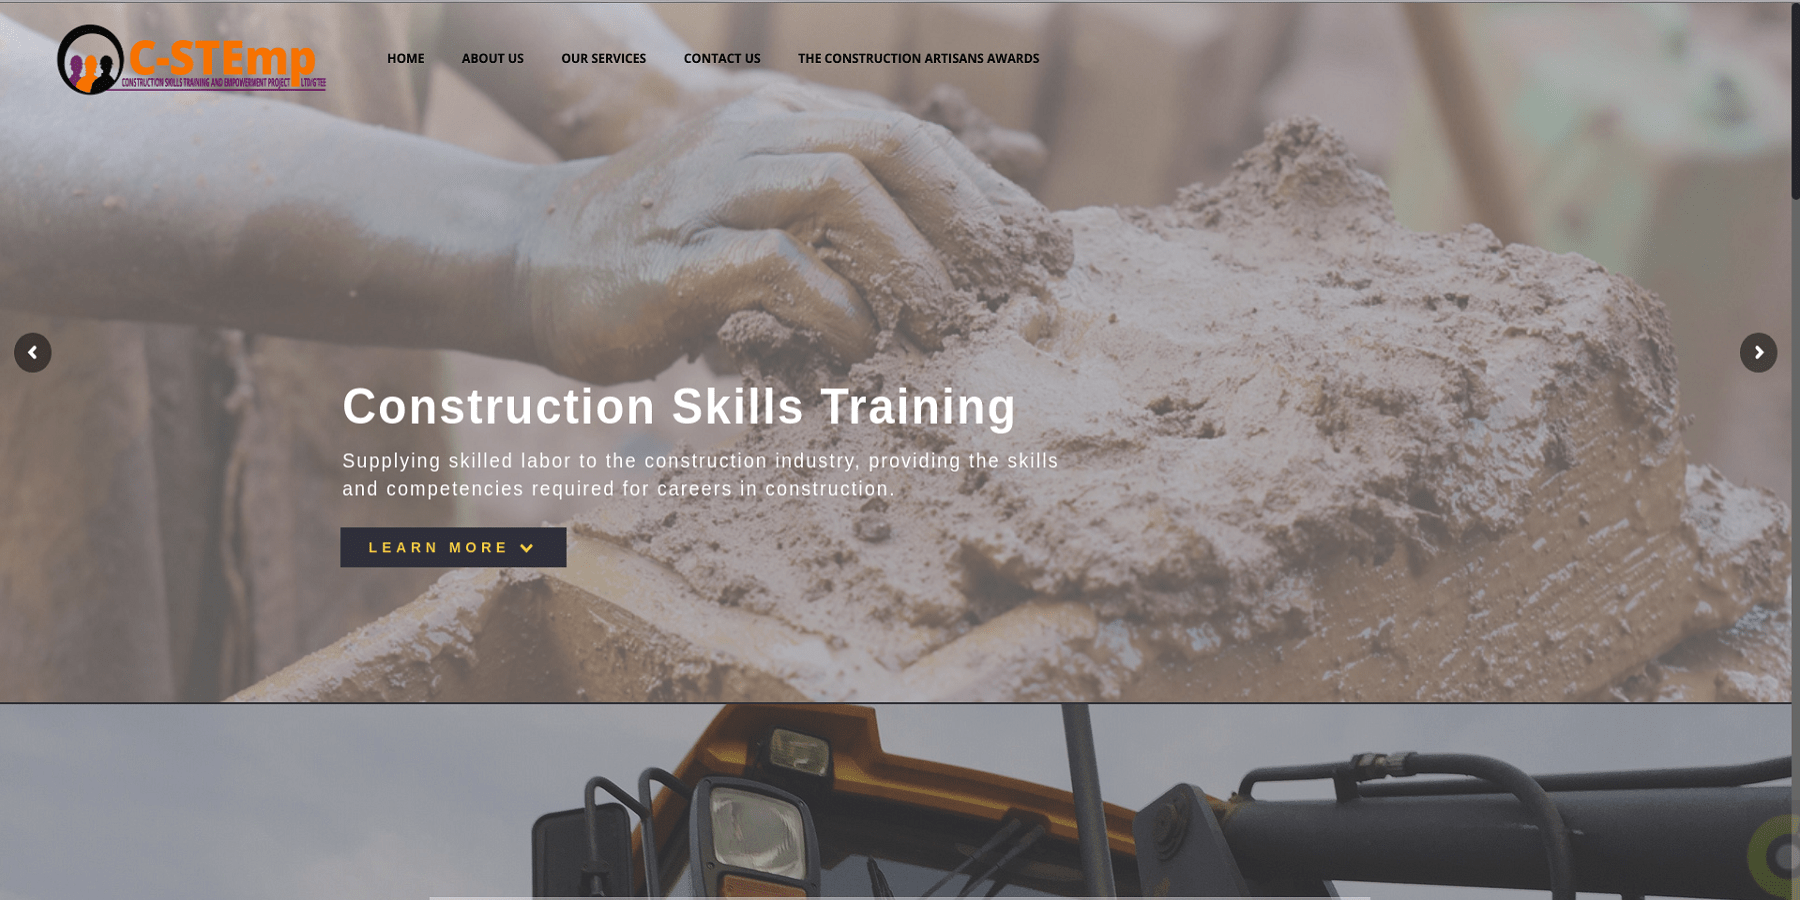 C-STEmp
CONSTRUCTION SKILLS TRAINING AND EMPOWERMENT PROJECT LTD/GTEE
HOME
ABOUT US
OUR SERVICES
CONTACT US
THE CONSTRUCTION ARTISANS AWARDS
Construction Skills Training
Supplying skilled labor to the construction industry, providing the skills
and competencies required for careers in construction.
LEARN MORE